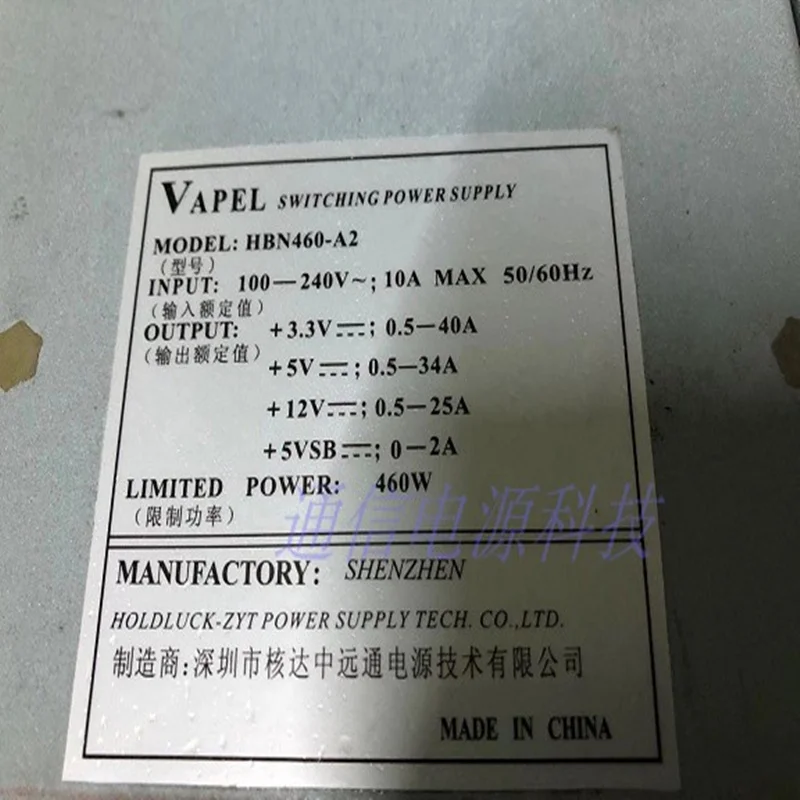 VAPEL SWITCHING POWER SUPPLY
MODEL: HBN460-A2
(型号)
INPUT: 100—240V~; 10A MAX 50/60Hz
(输入额定值)
OUTPUT: +3.3V⎓; 0.5—40A
(输出额定值)
+5V⎓; 0.5—34A
+12V⎓; 0.5—25A
+5VSB⎓; 0—2A
LIMITED POWER: 460W
(限制功率)
通信电源科技
MANUFACTORY: SHENZHEN
HOLDLUCK-ZYT POWER SUPPLY TECH. CO.,LTD.
制造商:深圳市核达中远通电源技术有限公司
MADE IN CHINA